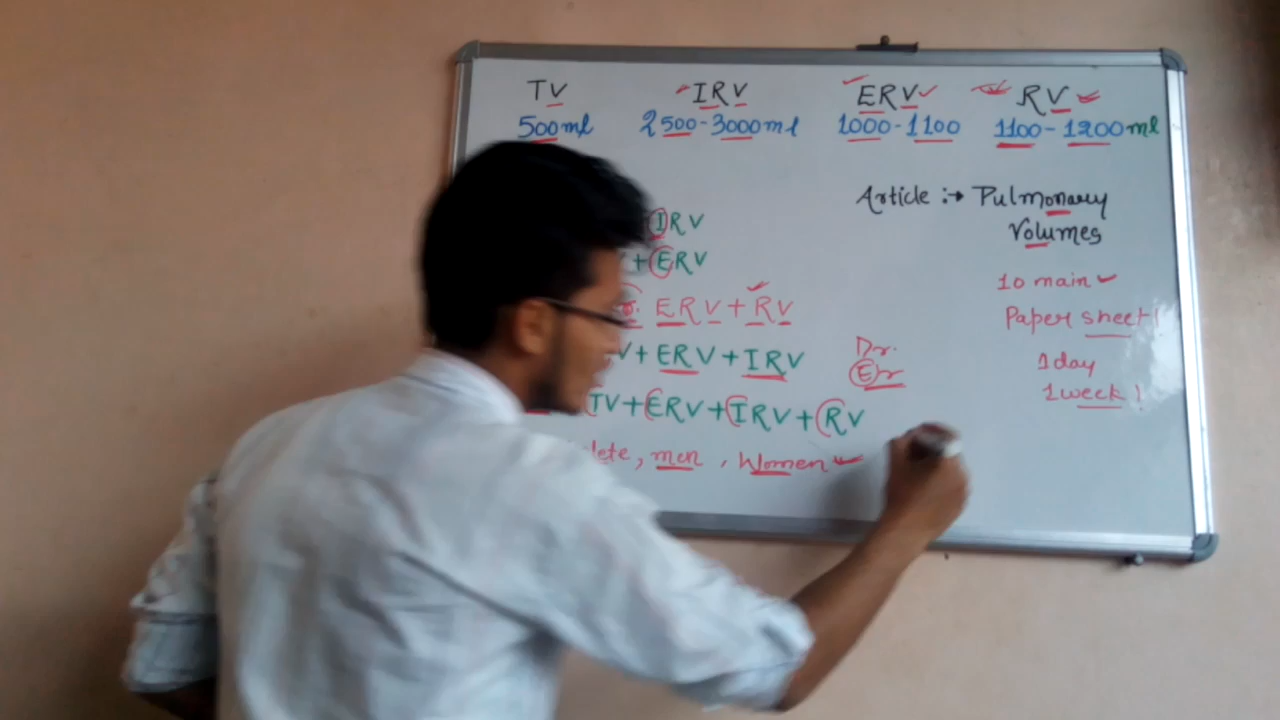 TV IRV ERV RV
500ml 2500-3000ml 1000-1100 1100-1200ml
Article :→ Pulmonary
Volumes
IRV
+ ERV
ERV + RV
V + ERV + IRV
TV + ERV + IRV + RV
, men , Women
10 main
Paper sheet!
1day
1week!
Dr.
Er